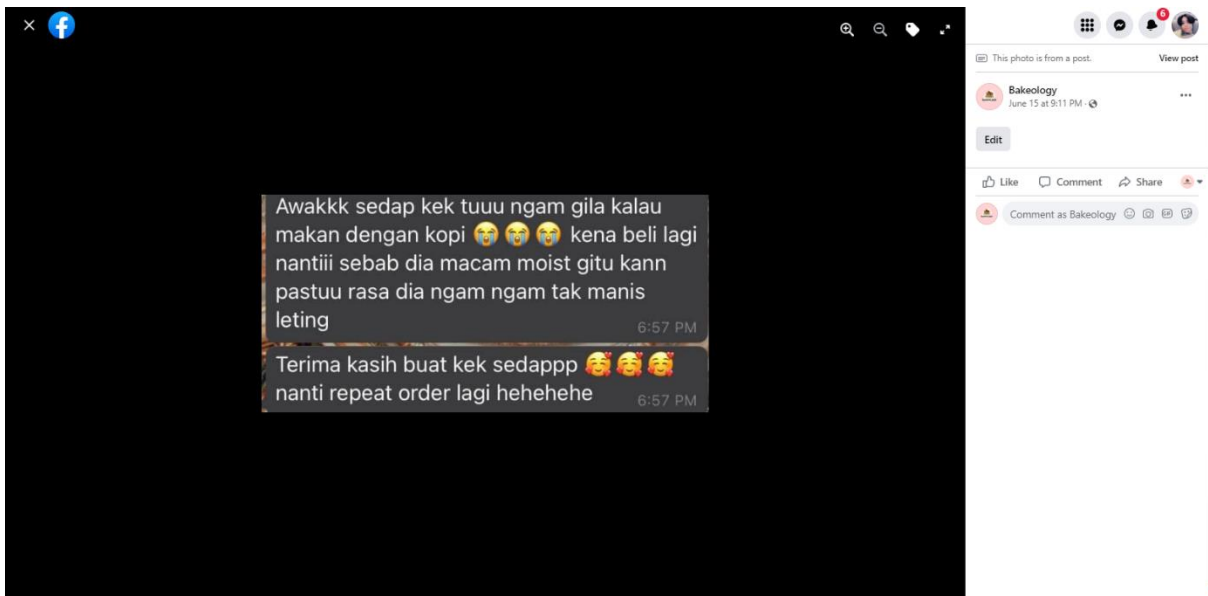 This photo is from a post.
View post
Bakeology
June 15 at 9:11 PM
Edit
Like
Comment
Share
Comment as Bakeology
6
Awakkk sedap kek tuuu ngam gila kalau
makan dengan kopi 😭 😭 😭 kena beli lagi
nantiii sebab dia macam moist gitu kann
pastuu rasa dia ngam ngam tak manis
leting
6:57 PM
Terima kasih buat kek sedappp 🥰 🥰 🥰
nanti repeat order lagi hehehehe
6:57 PM